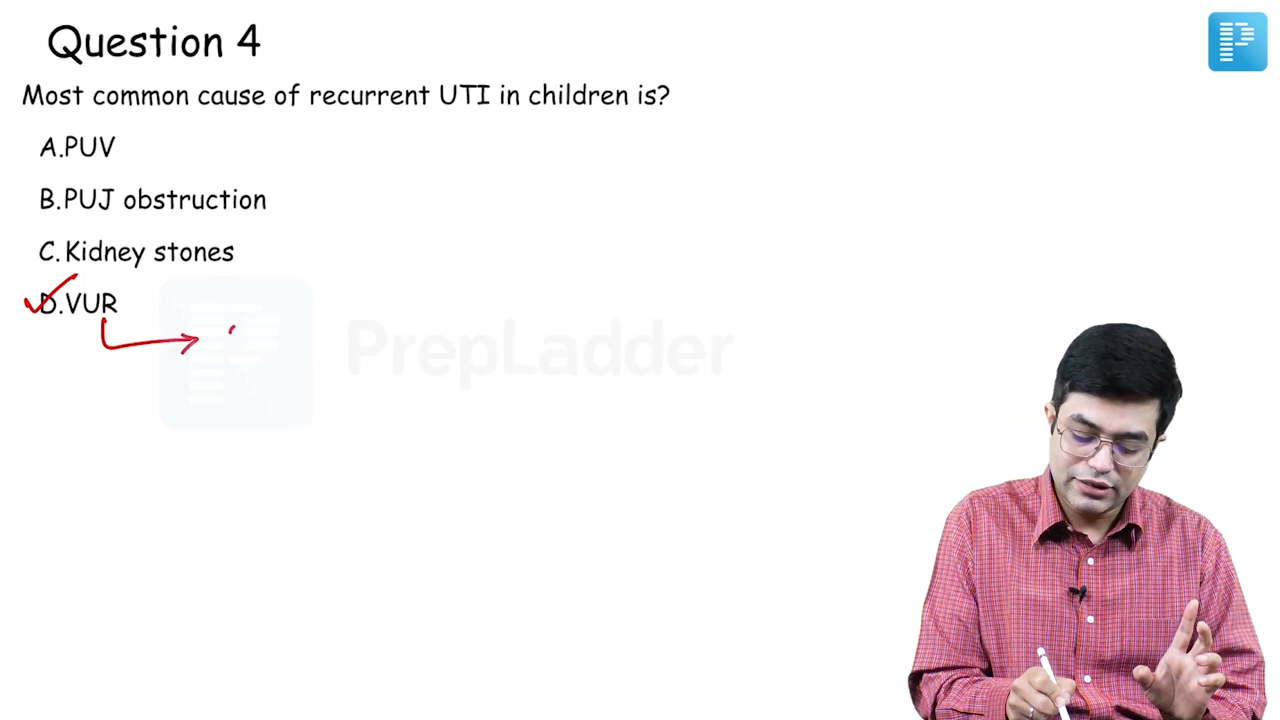 Question 4
Most common cause of recurrent UTI in children is?
A.PUV
B.PUJ obstruction
C.Kidney stones
D.VUR
PrepLadder